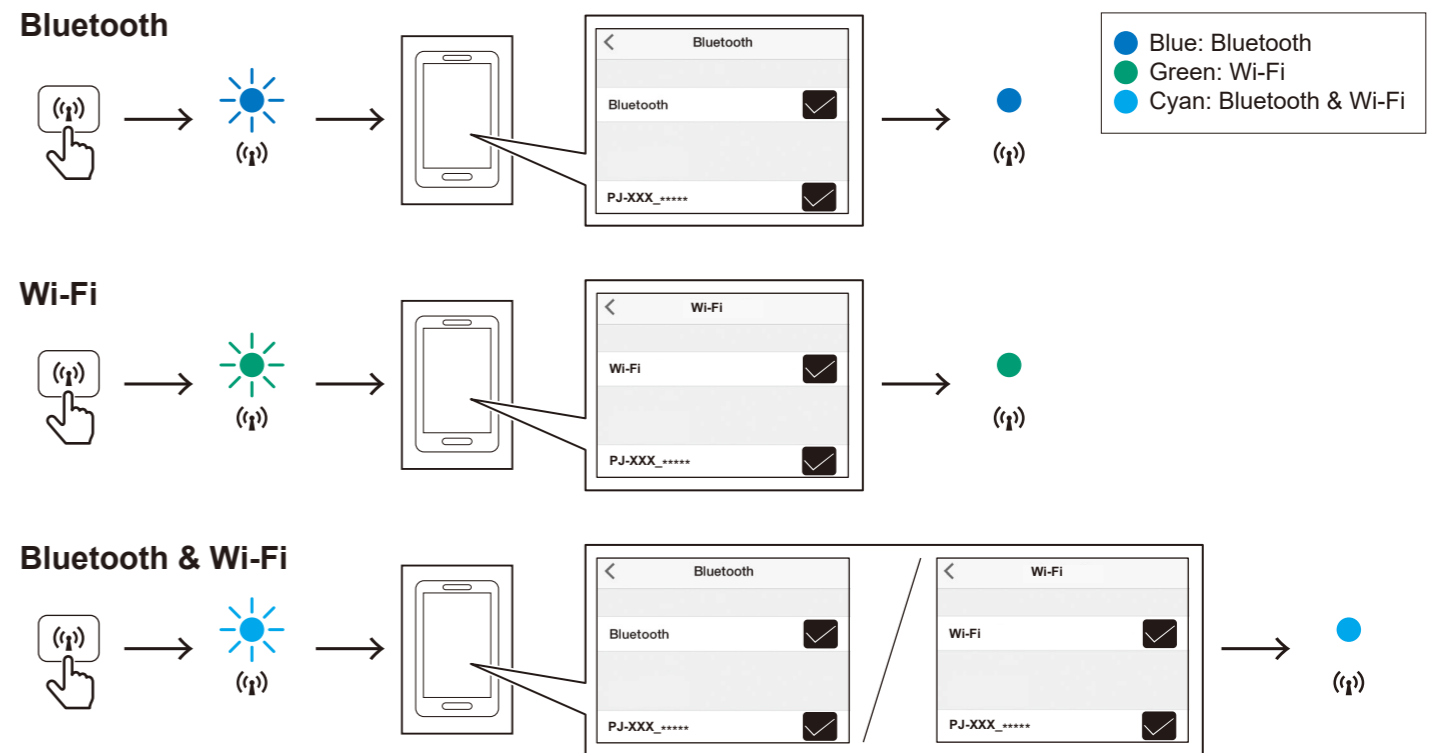 Bluetooth
Bluetooth
Bluetooth
PJ-XXX_*****
Blue: Bluetooth
Green: Wi-Fi
Cyan: Bluetooth & Wi-Fi
Wi-Fi
Wi-Fi
Wi-Fi
PJ-XXX_*****
Bluetooth & Wi-Fi
Bluetooth
Bluetooth
PJ-XXX_*****
Wi-Fi
Wi-Fi
PJ-XXX_*****